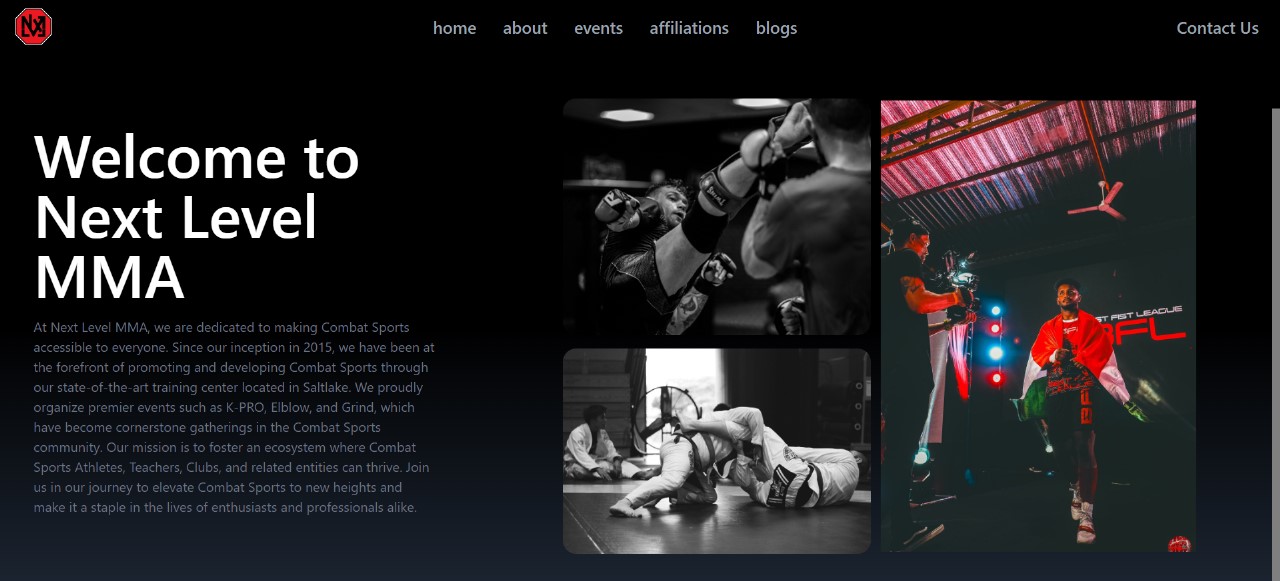 home
about
events
affiliations
blogs
Contact Us
Welcome to
Next Level
MMA
At Next Level MMA, we are dedicated to making Combat Sports
accessible to everyone. Since our inception in 2015, we have been at
the forefront of promoting and developing Combat Sports through
our state-of-the-art training center located in Saltlake. We proudly
organize premier events such as K-PRO, Elblow, and Grind, which
have become cornerstone gatherings in the Combat Sports
community. Our mission is to foster an ecosystem where Combat
Sports Athletes, Teachers, Clubs, and related entities can thrive. Join
us in our journey to elevate Combat Sports to new heights and
make it a staple in the lives of enthusiasts and professionals alike.
ST FIST LEAGUE
FL